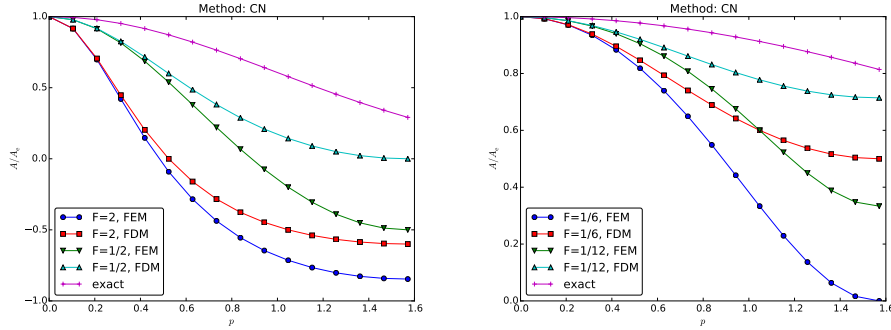 Method: CN
1.0
0.5
0.0
−0.5
−1.0
A/Ae
F=2, FEM
F=2, FDM
F=1/2, FEM
F=1/2, FDM
exact
0.0 0.2 0.4 0.6 0.8 1.0 1.2 1.4 1.6
p
Method: CN
1.0
0.8
0.6
0.4
0.2
0.0
A/Ae
F=1/6, FEM
F=1/6, FDM
F=1/12, FEM
F=1/12, FDM
exact
0.0 0.2 0.4 0.6 0.8 1.0 1.2 1.4 1.6
p